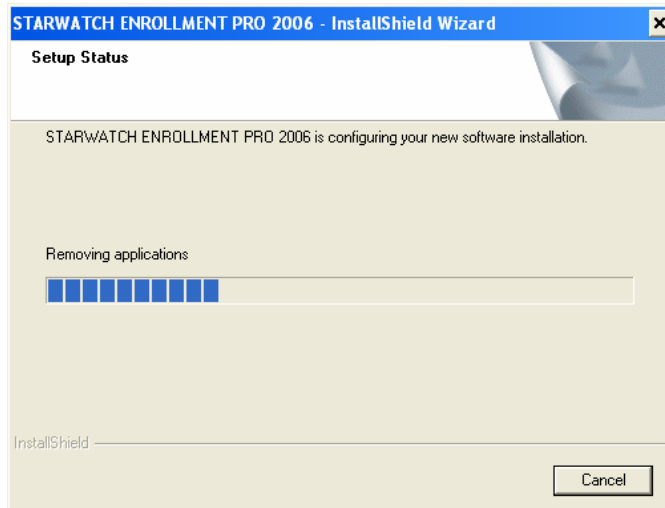 STARWATCH ENROLLMENT PRO 2006 - InstallShield Wizard
Setup Status
STARWATCH ENROLLMENT PRO 2006 is configuring your new software installation.
Removing applications
InstallShield
Cancel